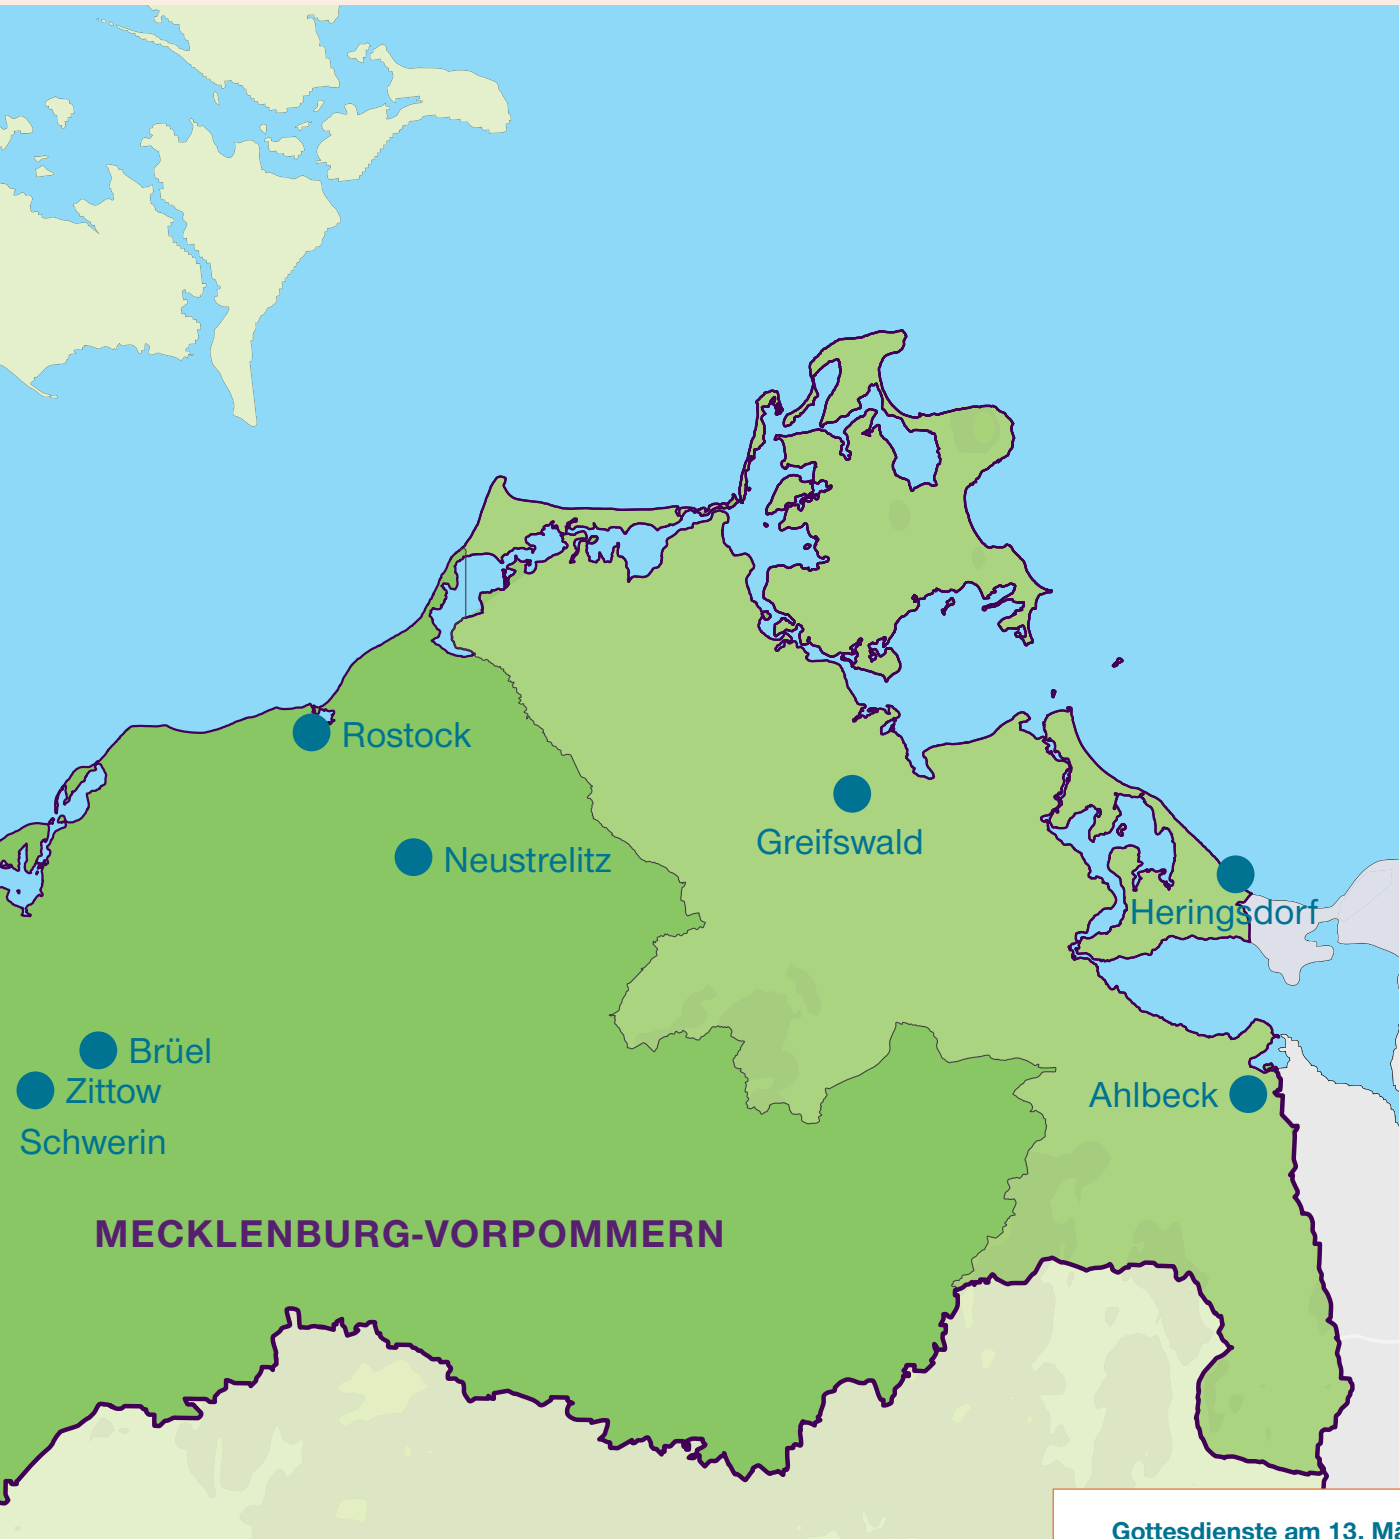 Rostock
Greifswald
Neustrelitz
Heringsdorf
Brüel
Zittow
Ahlbeck
Schwerin
MECKLENBURG-VORPOMMERN
Gottesdienste am 13.